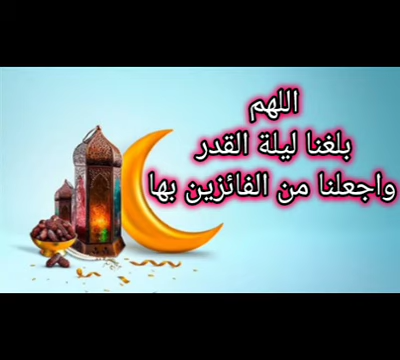 اللهم
بلغنا ليلة القدر
واجعلنا من الفائزين بها